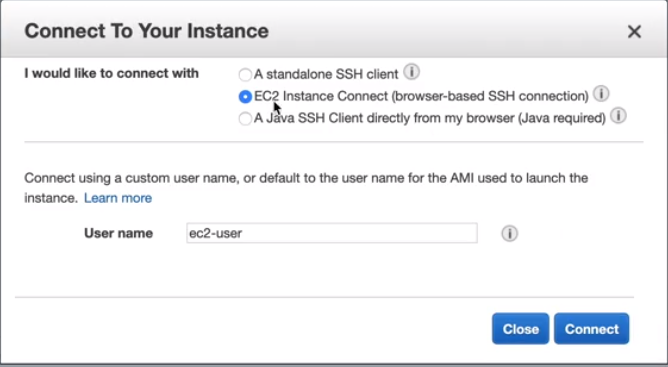 Connect To Your Instance
I would like to connect with
A standalone SSH client
EC2 Instance Connect (browser-based SSH connection)
A Java SSH Client directly from my browser (Java required)
Connect using a custom user name, or default to the user name for the AMI used to launch the
instance. Learn more
User name
ec2-user
Close
Connect